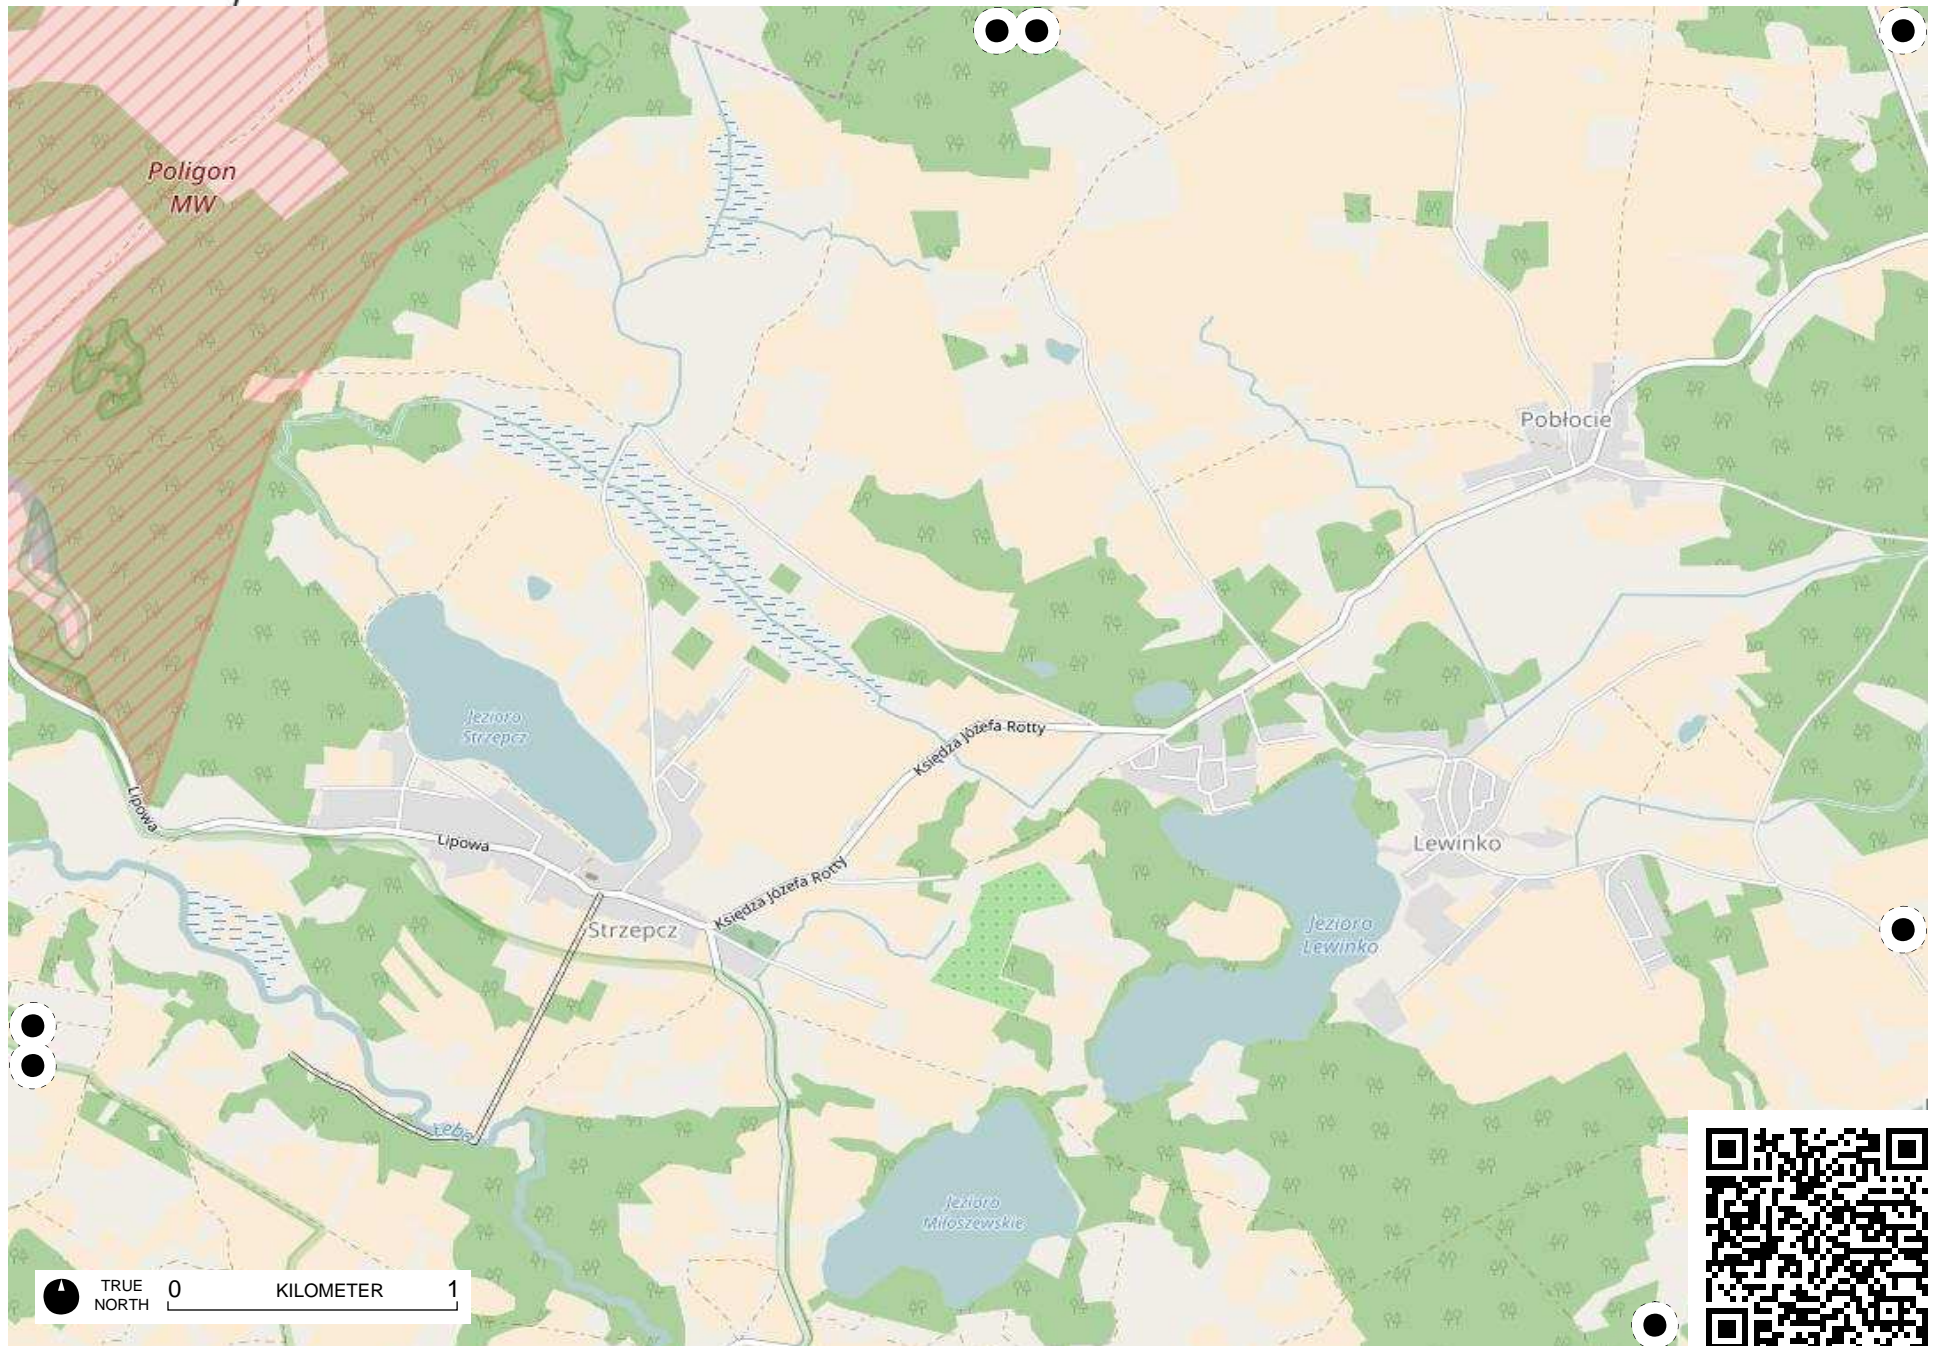 Poligon
MW
Pobłocie
Jezioro
Strzepcz
Księdza Józefa Rotty
Lipowa
Lipowa
Lewinko
Księdza Józefa Rotty
Strzepcz
Jezioro
Lewinko
Łeba
Jezioro
Miłoszewskie
TRUE
NORTH
0 KILOMETER 1